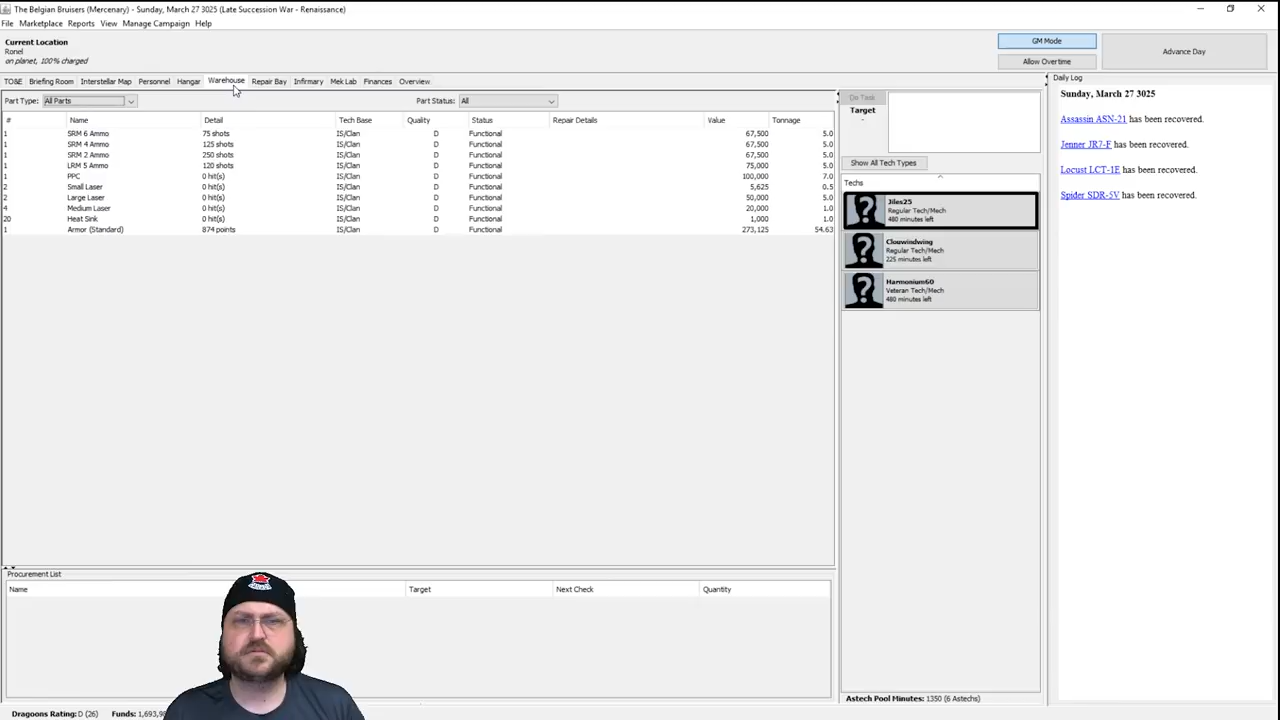 The Belgian Bruisers (Mercenary) - Sunday, March 27 3025 (Late Succession War - Renaissance)
File Marketplace Reports View Manage Campaign Help
Current Location
Ronel
on planet, 100% charged
GM Mode
Allow Overtime
Advance Day
TO&E Briefing Room Interstellar Map Personnel Hangar Warehouse Repair Bay Infirmary Mek Lab Finances Overview
Part Type: All Parts Part Status: All
# Name Detail Tech Base Quality Status Repair Details Value Tonnage
1 SRM 6 Ammo 75 shots IS/Clan D Functional 67,500 5.0
1 SRM 4 Ammo 125 shots IS/Clan D Functional 67,500 5.0
1 SRM 2 Ammo 250 shots IS/Clan D Functional 67,500 5.0
1 LRM 5 Ammo 120 shots IS/Clan D Functional 75,000 5.0
1 PPC 0 hit(s) IS/Clan D Functional 100,000 7.0
2 Small Laser 0 hit(s) IS/Clan D Functional 5,625 0.5
2 Large Laser 0 hit(s) IS/Clan D Functional 50,000 5.0
4 Medium Laser 0 hit(s) IS/Clan D Functional 20,000 1.0
20 Heat Sink 0 hit(s) IS/Clan D Functional 1,000 1.0
1 Armor (Standard) 874 points IS/Clan D Functional 273,125 54.63
Do Task
Target
-
Show All Tech Types
Techs
Jiles25
Regular Tech/Mech
480 minutes left
Clouwindwing
Regular Tech/Mech
225 minutes left
Harmonium60
Veteran Tech/Mech
480 minutes left
Daily Log
Sunday, March 27 3025
Assassin ASN-21 has been recovered.
Jenner JR7-F has been recovered.
Locust LCT-1E has been recovered.
Spider SDR-5V has been recovered.
Procurement List
Name Target Next Check Quantity
Astech Pool Minutes: 1350 (6 Astechs)
Dragoons Rating: D (26) Funds: 1,693,9